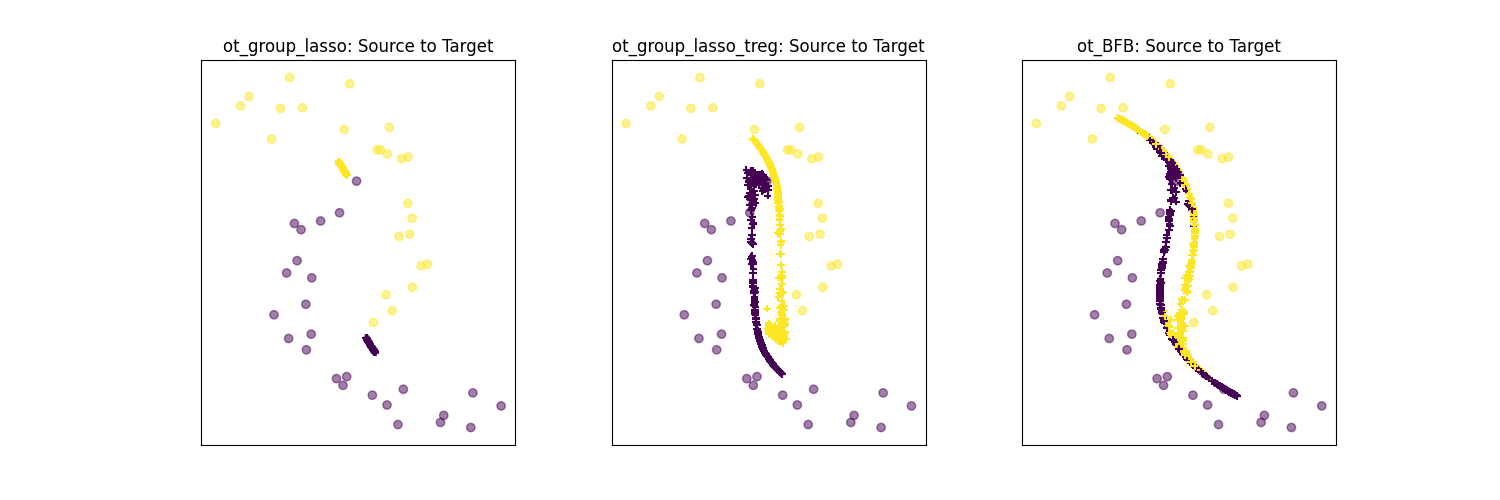 ot_group_lasso: Source to Target
ot_group_lasso_treg: Source to Target
ot_BFB: Source to Target